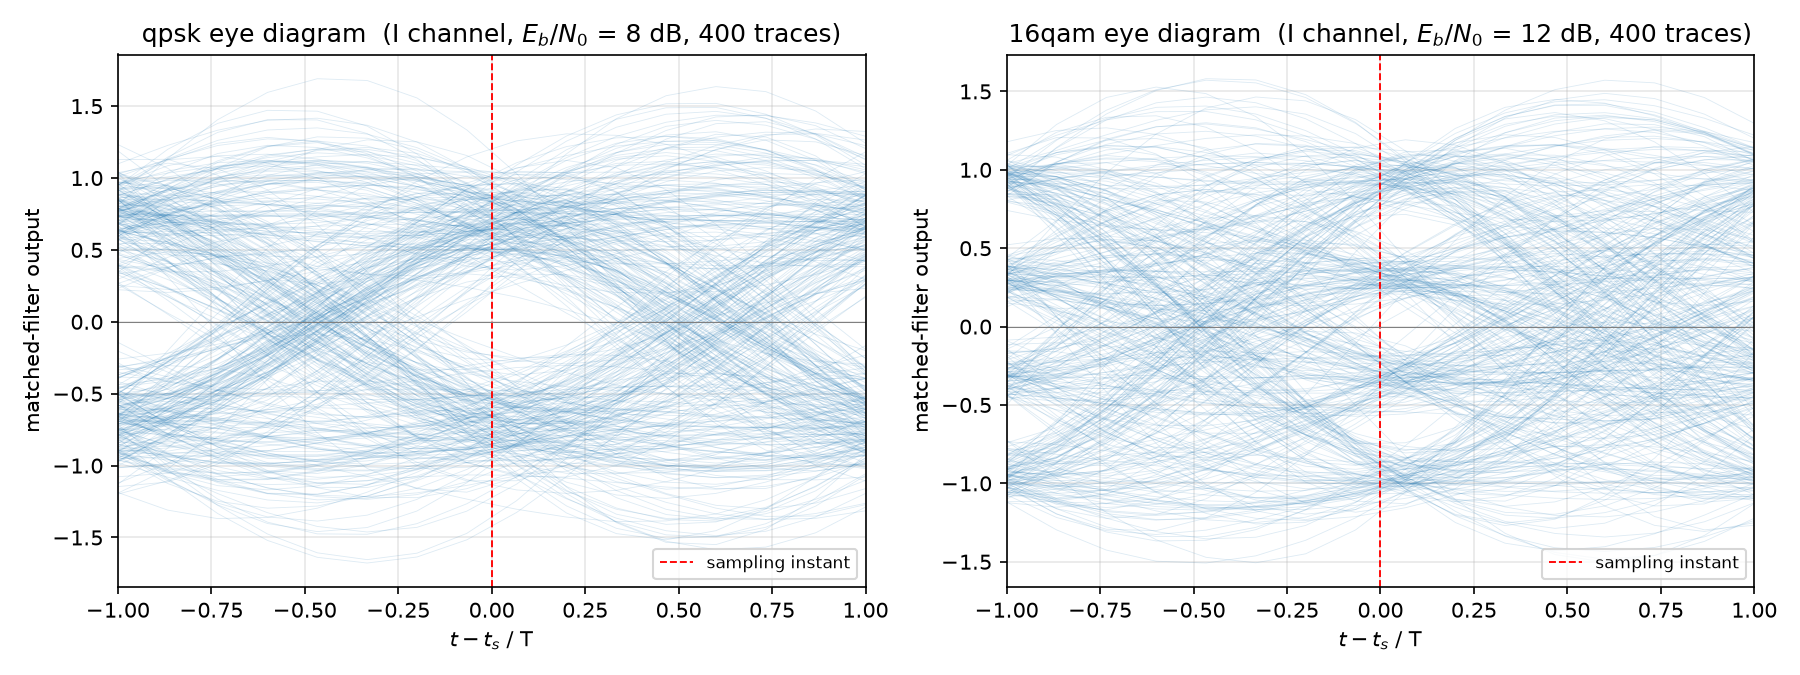 qpsk eye diagram (I channel, E_b/N_0 = 8 dB, 400 traces)
matched-filter output
1.5
1.0
0.5
0.0
−0.5
−1.0
−1.5
sampling instant
−1.00 −0.75 −0.50 −0.25 0.00 0.25 0.50 0.75 1.00
t − t_s / T
16qam eye diagram (I channel, E_b/N_0 = 12 dB, 400 traces)
matched-filter output
1.5
1.0
0.5
0.0
−0.5
−1.0
−1.5
sampling instant
−1.00 −0.75 −0.50 −0.25 0.00 0.25 0.50 0.75 1.00
t − t_s / T